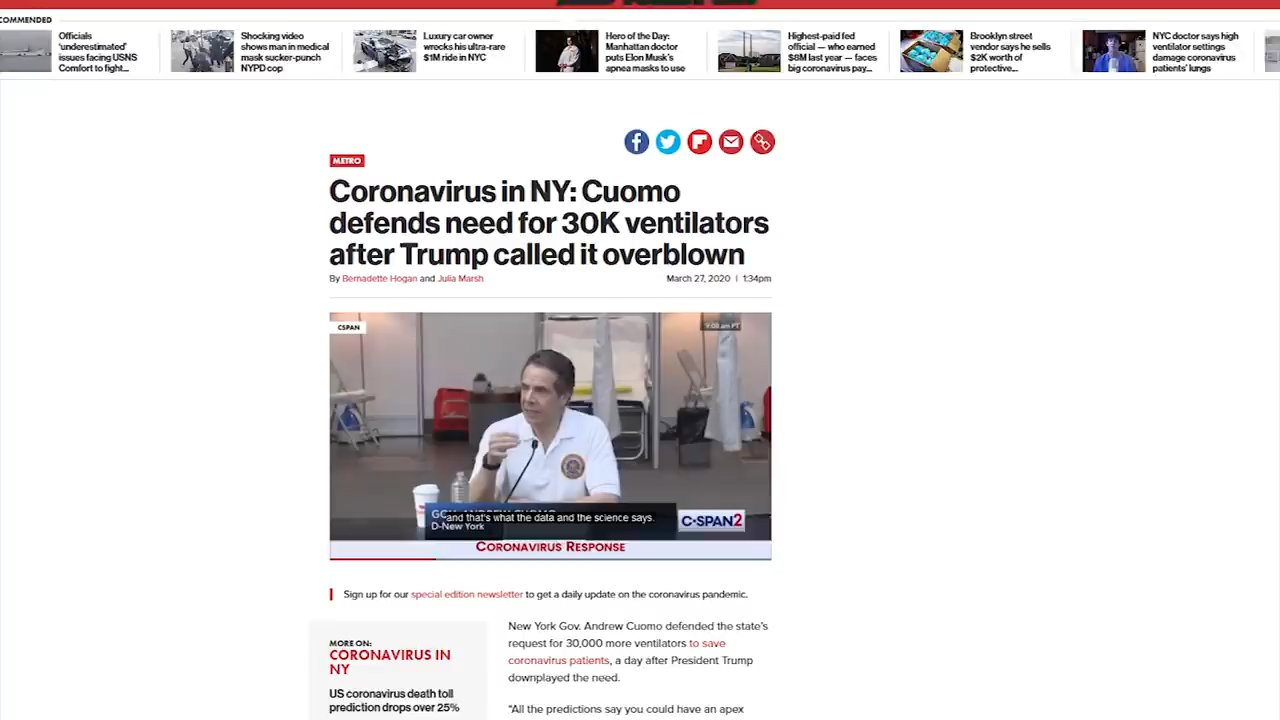 COMMENDED
Officials
‘underestimated’
issues facing USNS
Comfort to fight...
Shocking video
shows man in medical
mask sucker-punch
NYPD cop
Luxury car owner
wrecks his ultra-rare
$1M ride in NYC
Hero of the Day:
Manhattan doctor
puts Elon Musk's
apnea masks to use
Highest-paid fed
official — who earned
$8M last year — faces
big coronavirus pay...
Brooklyn street
vendor says he sells
$2K worth of
protective...
NYC doctor says high
ventilator settings
damage coronavirus
patients' lungs
METRO
Coronavirus in NY: Cuomo
defends need for 30K ventilators
after Trump called it overblown
By Bernadette Hogan and Julia Marsh
March 27, 2020 | 1:34pm
CSPAN
9:08 am PT
and that's what the data and the science says.
D-New York
C-SPAN2
CORONAVIRUS RESPONSE
Sign up for our special edition newsletter to get a daily update on the coronavirus pandemic.
New York Gov. Andrew Cuomo defended the state’s
request for 30,000 more ventilators to save
coronavirus patients, a day after President Trump
downplayed the need.
“All the predictions say you could have an apex
MORE ON:
CORONAVIRUS IN
NY
US coronavirus death toll
prediction drops over 25%